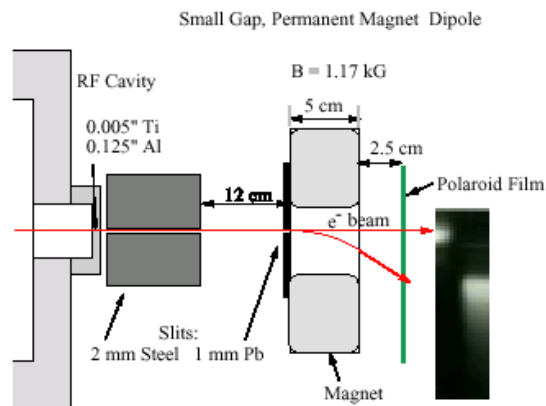 Small Gap, Permanent Magnet Dipole
B = 1.17 kG
RF Cavity
5 cm
0.005" Ti
0.125" Al
2.5 cm
12 cm
Polaroid Film
e⁻ beam
Slits:
2 mm Steel 1 mm Pb
Magnet